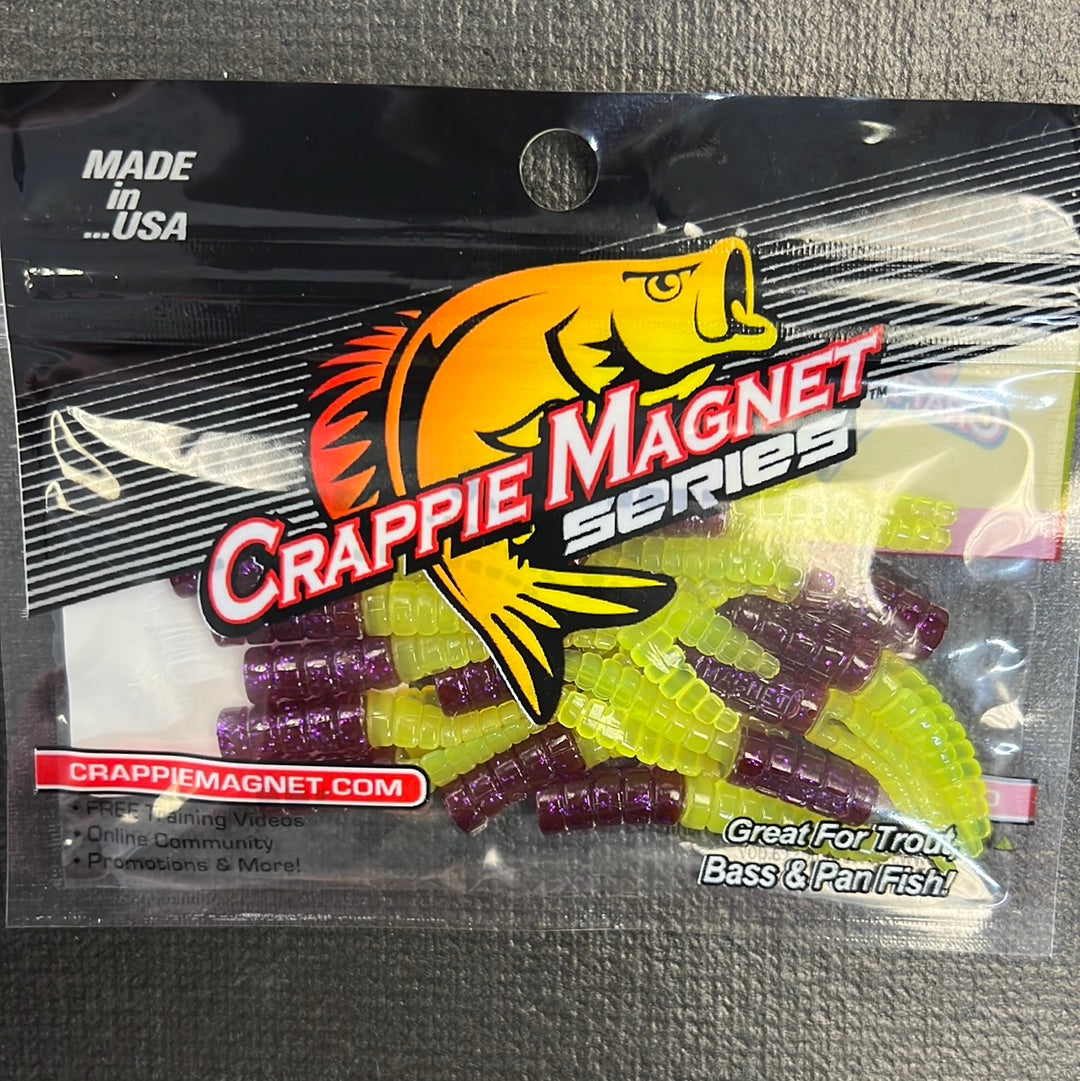 MADE
in
...USA
CRAPPIE MAGNET™
SERIES
CRAPPIEMAGNET.COM
• FREE Training Videos
• Online Community
• Promotions & More!
Great For Trout,
Bass & Pan Fish!